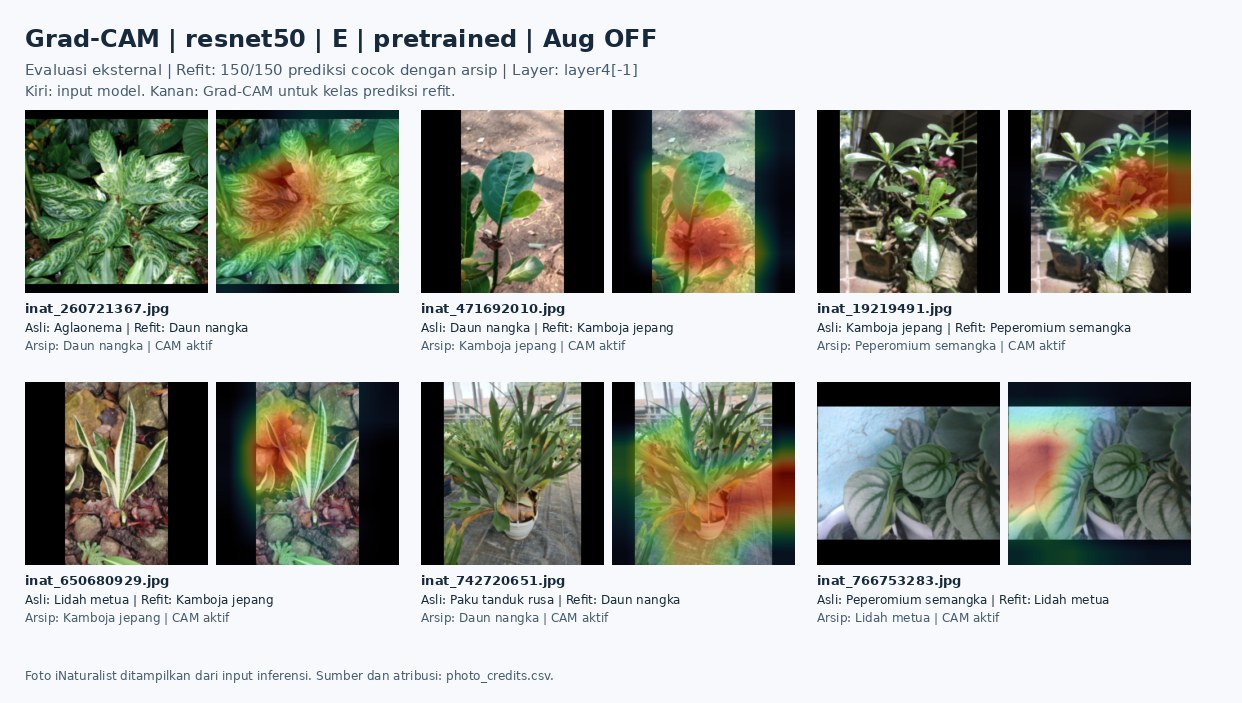 Grad-CAM | resnet50 | E | pretrained | Aug OFF
Evaluasi eksternal | Refit: 150/150 prediksi cocok dengan arsip | Layer: layer4[-1]
Kiri: input model. Kanan: Grad-CAM untuk kelas prediksi refit.
inat_260721367.jpg
Asli: Aglaonema | Refit: Daun nangka
Arsip: Daun nangka | CAM aktif
inat_471692010.jpg
Asli: Daun nangka | Refit: Kamboja jepang
Arsip: Kamboja jepang | CAM aktif
inat_19219491.jpg
Asli: Kamboja jepang | Refit: Peperomium semangka
Arsip: Peperomium semangka | CAM aktif
inat_650680929.jpg
Asli: Lidah metua | Refit: Kamboja jepang
Arsip: Kamboja jepang | CAM aktif
inat_742720651.jpg
Asli: Paku tanduk rusa | Refit: Daun nangka
Arsip: Daun nangka | CAM aktif
inat_766753283.jpg
Asli: Peperomium semangka | Refit: Lidah metua
Arsip: Lidah metua | CAM aktif
Foto iNaturalist ditampilkan dari input inferensi. Sumber dan atribusi: photo_credits.csv.